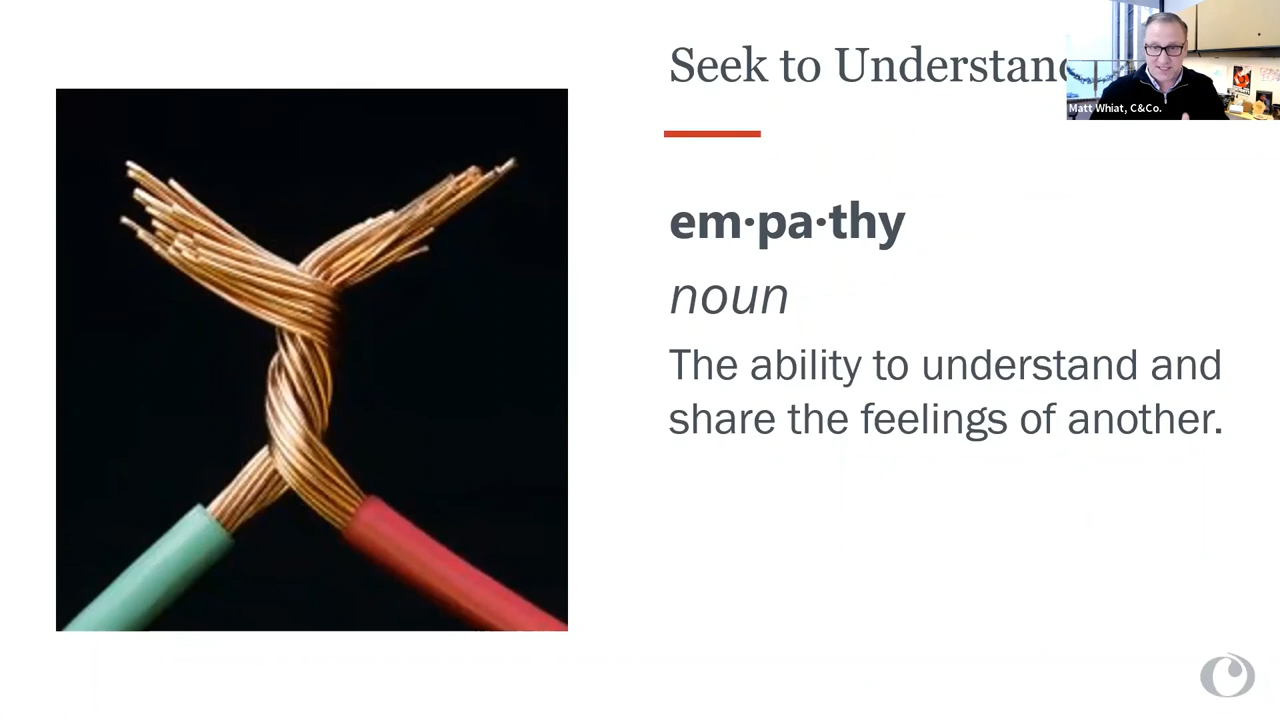 Seek to Understand
Matt Whiat, C&Co.
em·pa·thy
noun
The ability to understand and
share the feelings of another.